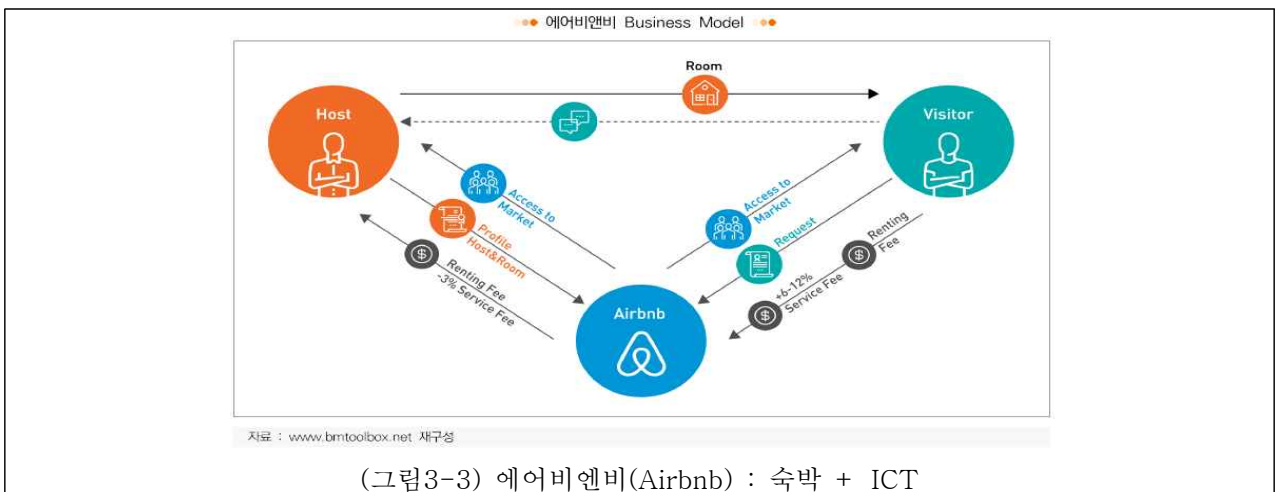 에어비앤비 Business Model
Room
Host
Visitor
Access to
Market
Profile
Host&Room
Renting Fee
-3% Service Fee
Access to
Market
Request
Renting
Fee
+6-12%
Service Fee
Airbnb
자료 : www.bmtoolbox.net 재구성
(그림3-3) 에어비엔비(Airbnb) : 숙박 + ICT